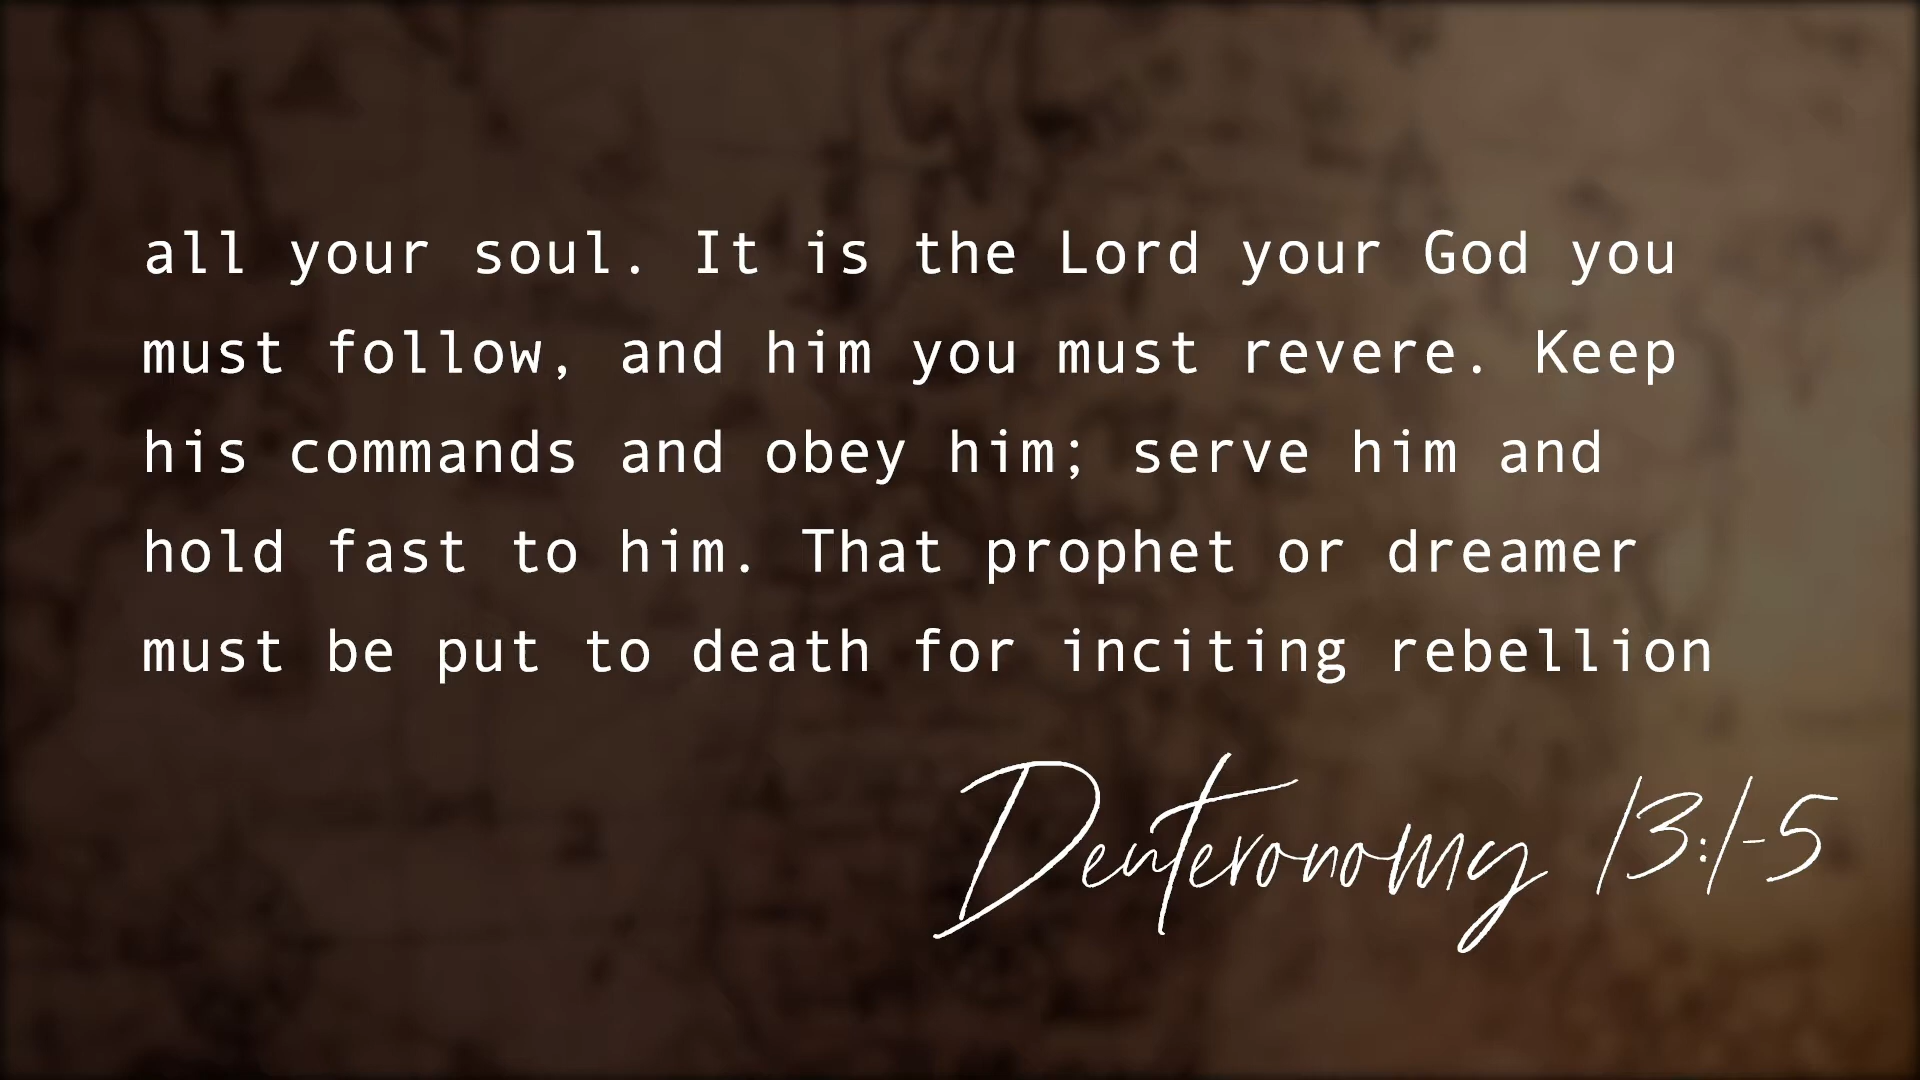 all your soul. It is the Lord your God you
must follow, and him you must revere. Keep
his commands and obey him; serve him and
hold fast to him. That prophet or dreamer
must be put to death for inciting rebellion
Deuteronomy 13:1-5